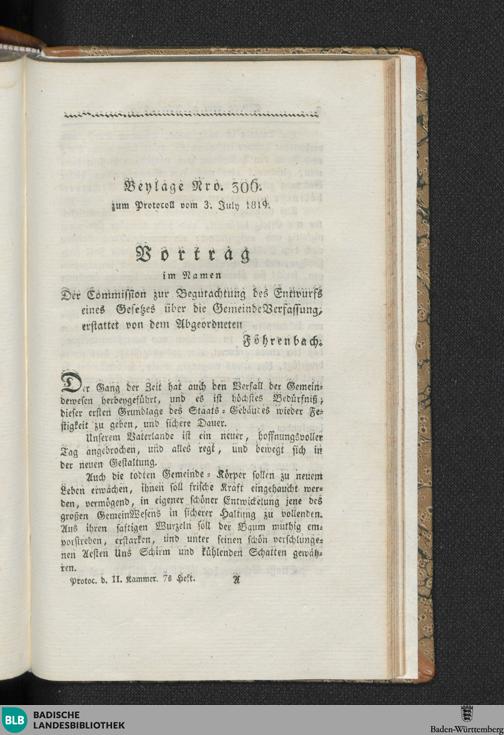 Beylage Nro. 306.
zum Protocoll vom 3. July 1819.
Vortrag
im Namen
Der Commission zur Begutachtung des Entwurfs
eines Gesetzes über die GemeindeVerfassung,
erstattet von dem Abgeordneten
Föhrenbach.
Der Gang der Zeit hat auch den Verfall der Gemein-
dewesen herbeygeführt, und es ist höchstes Bedürfniß,
dieser ersten Grundlage des Staats-Gebäudes wieder Fe-
stigkeit zu geben, und sichere Dauer.
Unserem Vaterlande ist ein neuer, hoffnungsvoller
Tag angebrochen, und alles regt, und bewegt sich in
der neuen Gestaltung.
Auch die todten Gemeinde-Körper sollen zu neuem
Leben erwachen, ihnen soll frische Kraft eingehaucht wer-
den, vermögend, in eigener schöner Entwickelung jene des
großen GemeinWesens in sicherer Haltung zu vollenden.
Aus ihren saftigen Wurzeln soll der Baum muthig em-
porstreben, erstarken, und unter seinen schön verschlunge-
nen Aesten Uns Schirm und kühlenden Schatten gewäh-
ren.
Protoc. d. II. Kammer. 7s Heft. A
BLB BADISCHE
LANDESBIBLIOTHEK
Baden-Württemberg